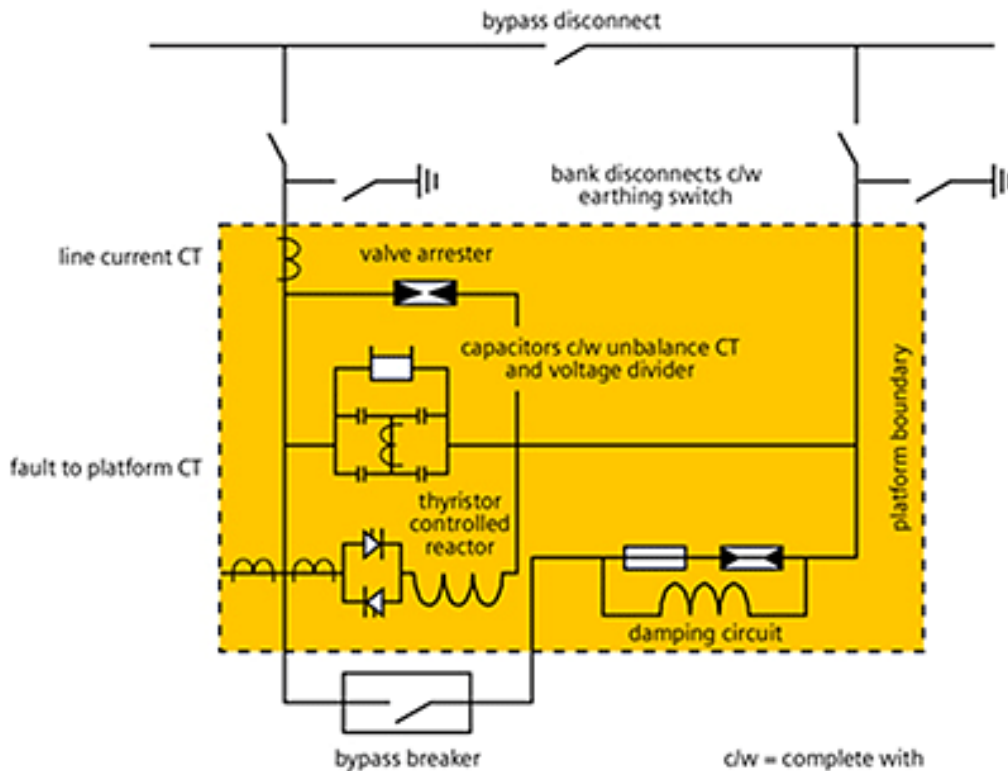 bypass disconnect
bank disconnects c/w
earthing switch
line current CT
valve arrester
capacitors c/w unbalance CT
and voltage divider
platform boundary
fault to platform CT
thyristor
controlled
reactor
damping circuit
bypass breaker
c/w = complete with